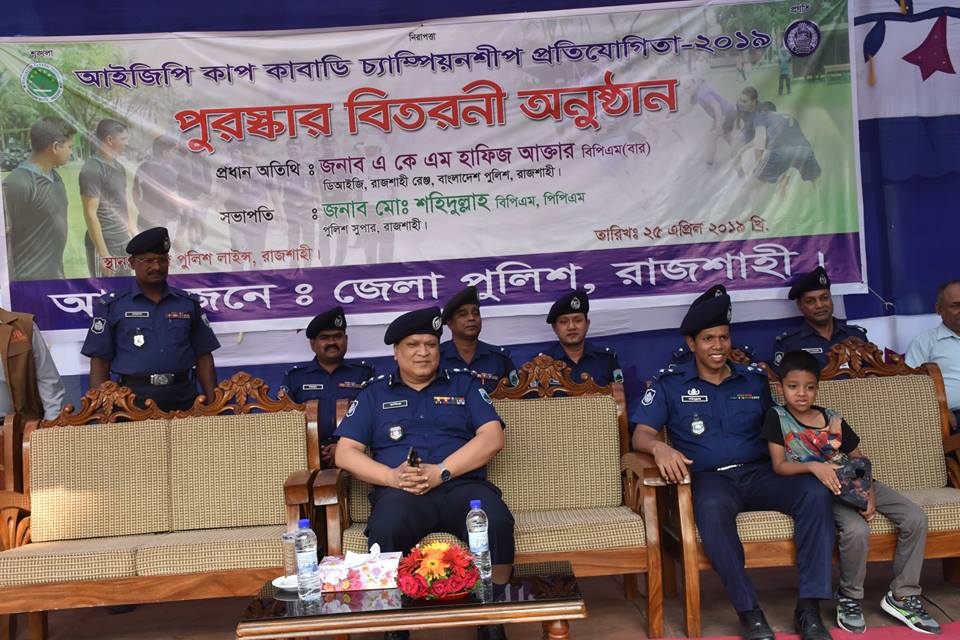 নিরাপত্তা
শৃংখলা
প্রগতি
আইজিপি কাপ কাবাডি চ্যাম্পিয়নশীপ প্রতিযোগিতা-২০১৯
পুরস্কার বিতরনী অনুষ্ঠান
প্রধান অতিথি : জনাব এ কে এম হাফিজ আক্তার বিপিএম(বার)
ডিআইজি, রাজশাহী রেঞ্জ, বাংলাদেশ পুলিশ, রাজশাহী।
সভাপতি : জনাব মোঃ শহিদুল্লাহ বিপিএম, পিপিএম
পুলিশ সুপার, রাজশাহী।
তারিখঃ ২৫ এপ্রিল ২০১৯ খ্রি.
পুলিশ লাইন্স, রাজশাহী।
জেলা পুলিশ, রাজশাহী।